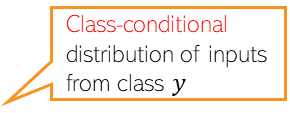 Class-conditional
distribution of inputs
from class y